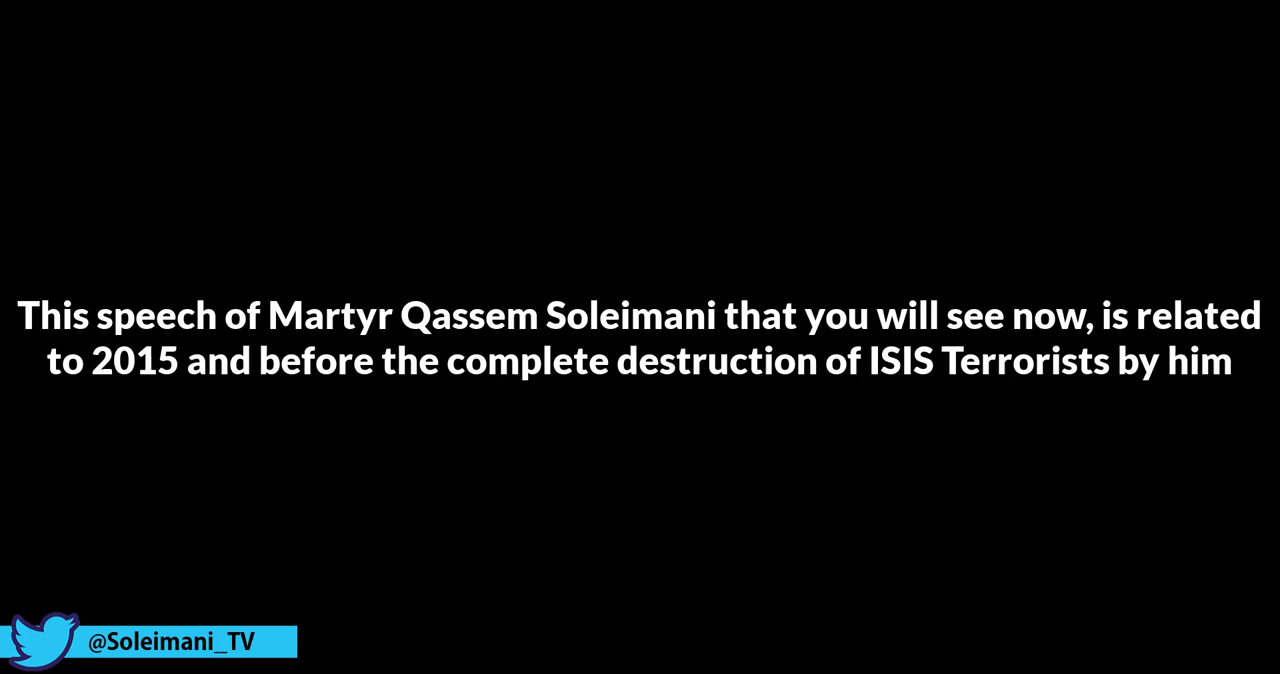 This speech of Martyr Qassem Soleimani that you will see now, is related
to 2015 and before the complete destruction of ISIS Terrorists by him
@Soleimani_TV